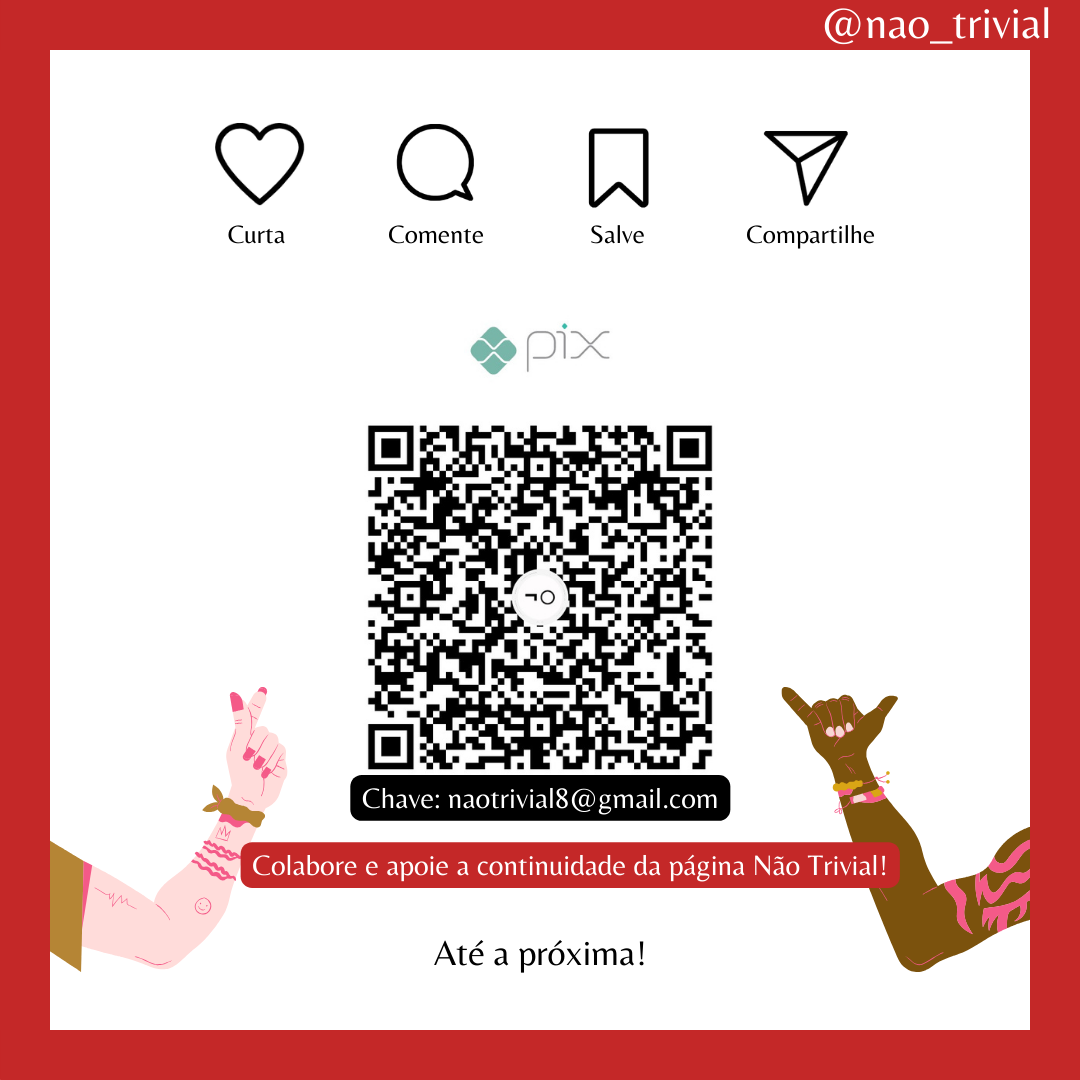 @nao_trivial
Curta Comente Salve Compartilhe
pix
Chave: naotrivial8@gmail.com
Colabore e apoie a continuidade da página Não Trivial!
Até a próxima!